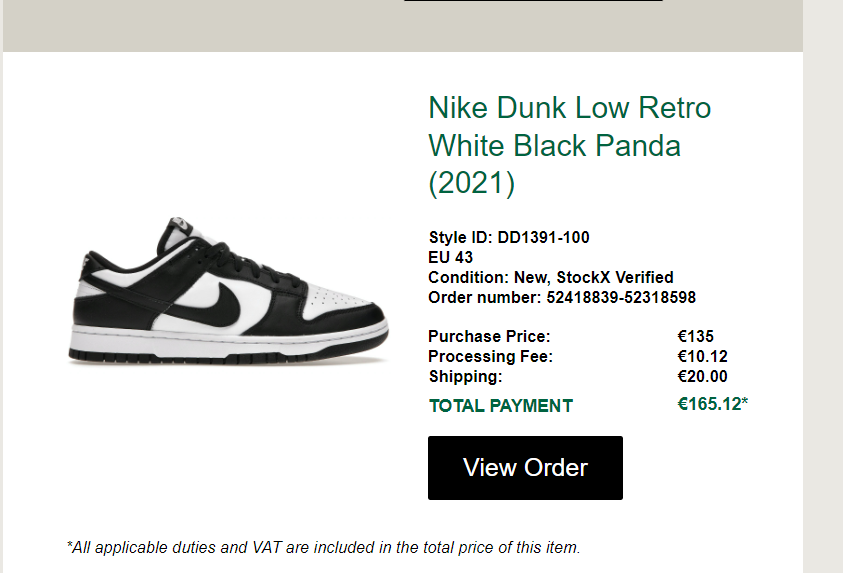 Nike Dunk Low Retro
White Black Panda
(2021)
Style ID: DD1391-100
EU 43
Condition: New, StockX Verified
Order number: 52418839-52318598
Purchase Price: €135
Processing Fee: €10.12
Shipping: €20.00
TOTAL PAYMENT €165.12*
View Order
*All applicable duties and VAT are included in the total price of this item.